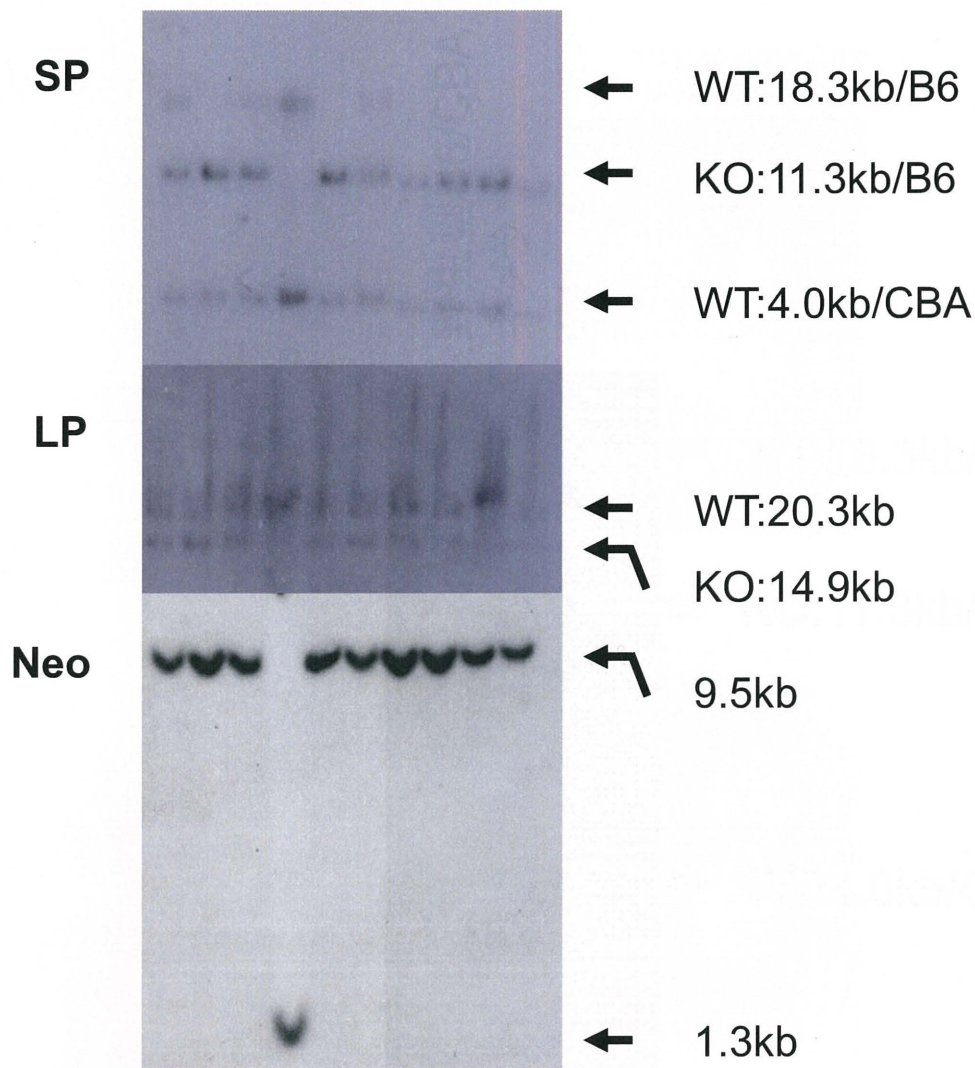 SP
WT:18.3kb/B6
KO:11.3kb/B6
WT:4.0kb/CBA
LP
WT:20.3kb
KO:14.9kb
Neo
9.5kb
1.3kb